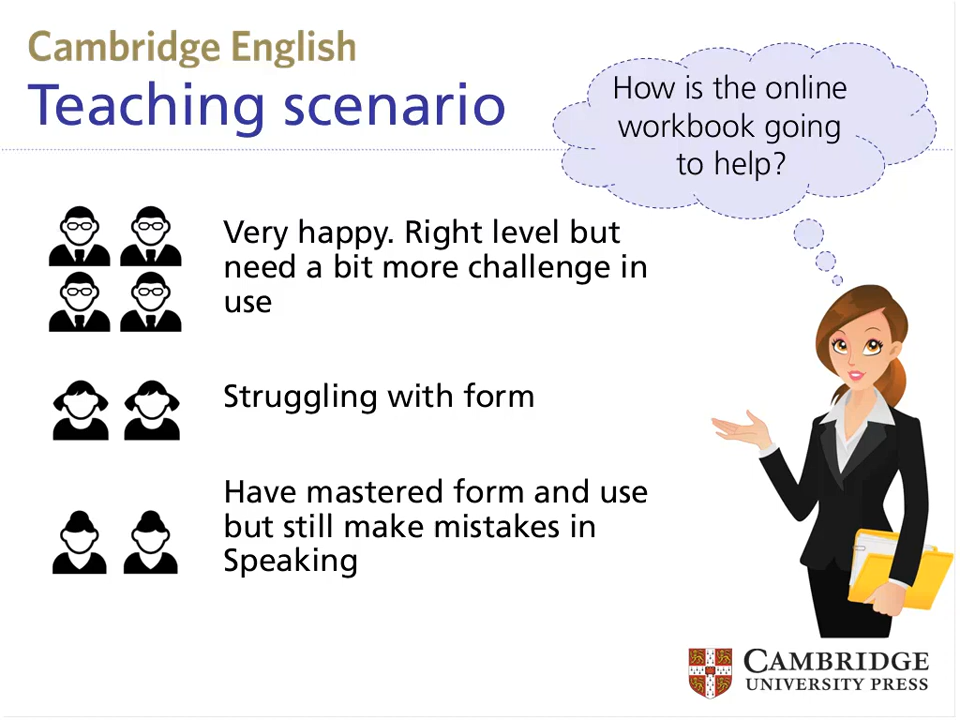 Cambridge English
Teaching scenario
How is the online
workbook going
to help?
Very happy. Right level but
need a bit more challenge in
use
Struggling with form
Have mastered form and use
but still make mistakes in
Speaking
CAMBRIDGE
UNIVERSITY PRESS